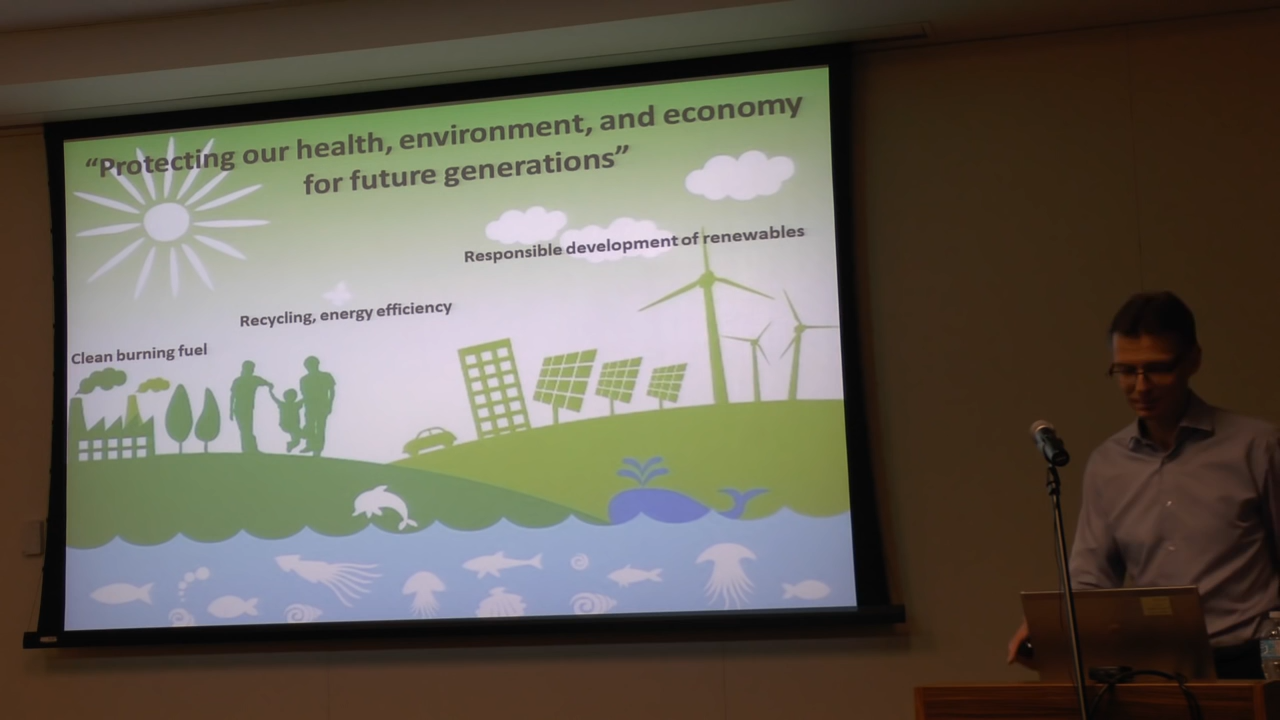 “Protecting our health, environment, and economy
for future generations”
Responsible development of renewables
Recycling, energy efficiency
Clean burning fuel